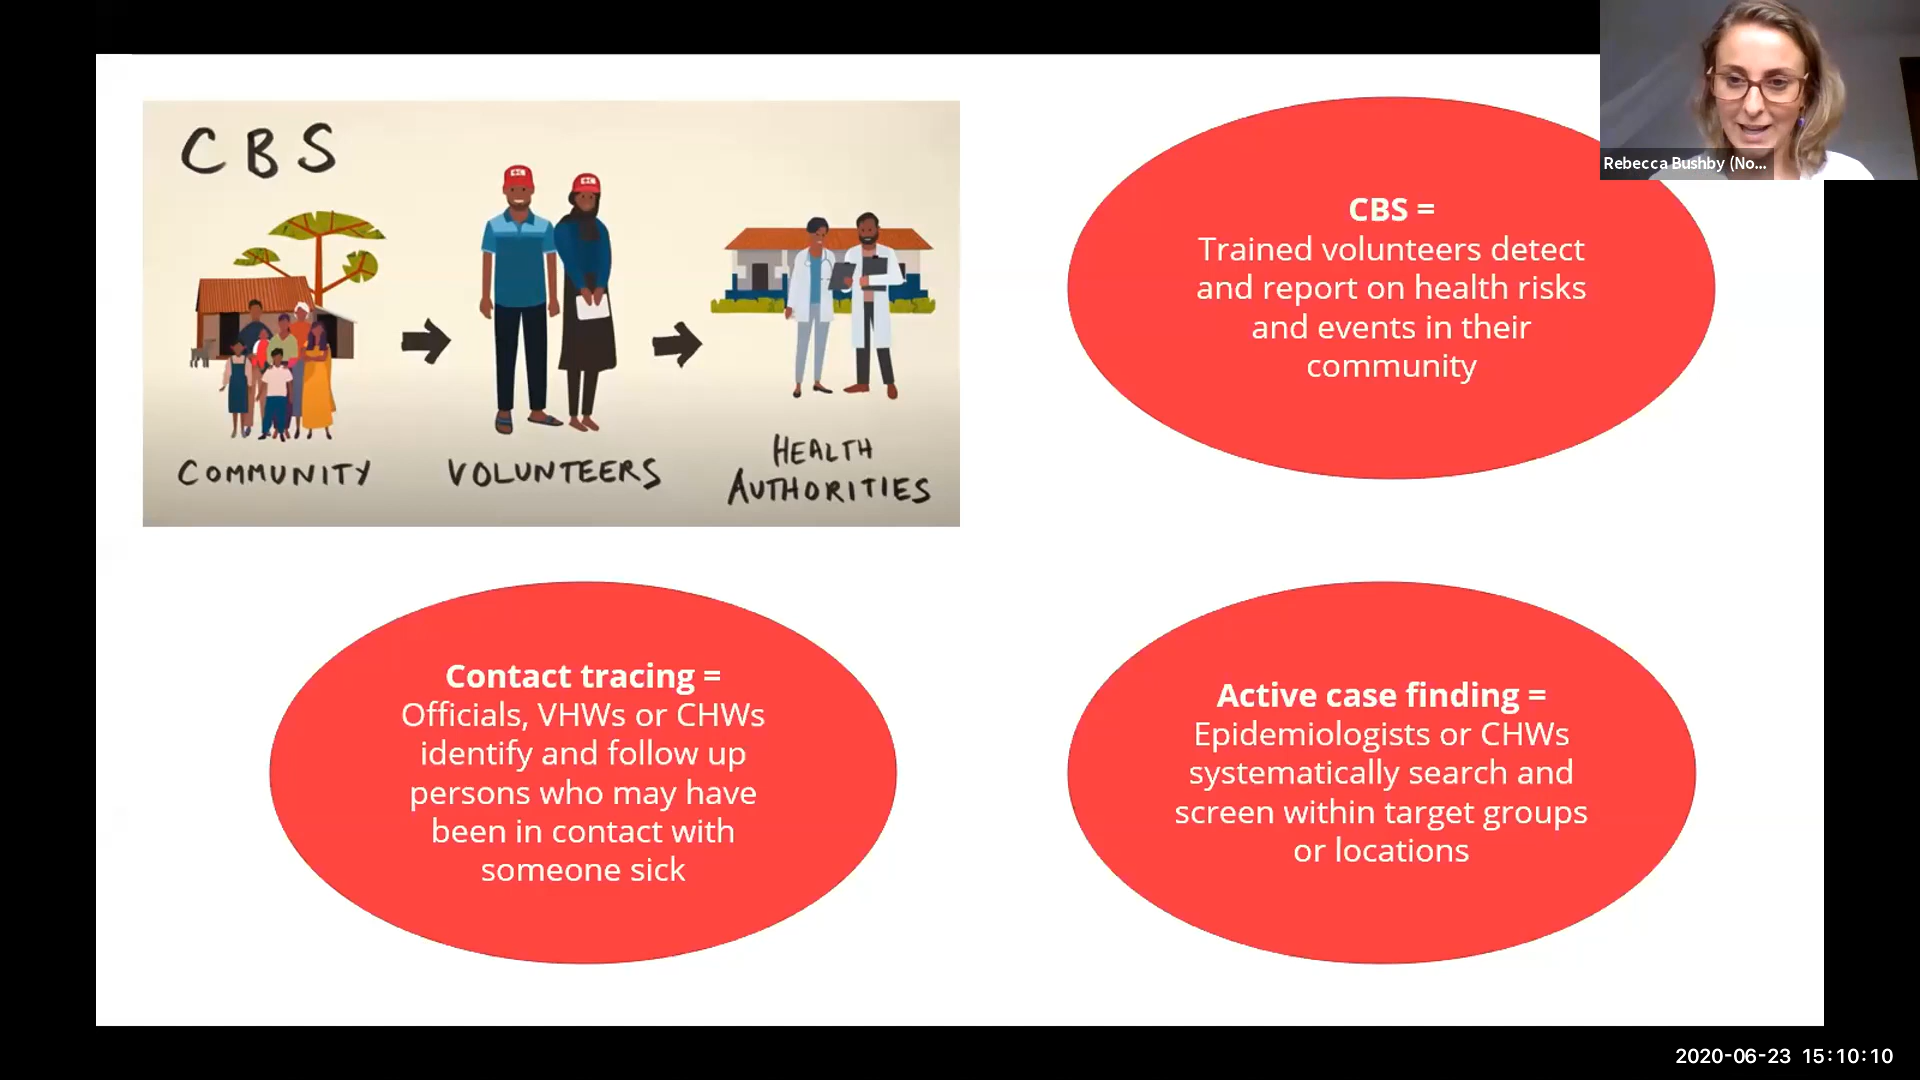 CBS
COMMUNITY
VOLUNTEERS
HEALTH
AUTHORITIES
Rebecca Bushby (No...
CBS =
Trained volunteers detect
and report on health risks
and events in their
community
Contact tracing =
Officials, VHWs or CHWs
identify and follow up
persons who may have
been in contact with
someone sick
Active case finding =
Epidemiologists or CHWs
systematically search and
screen within target groups
or locations
2020-06-23 15:10:10